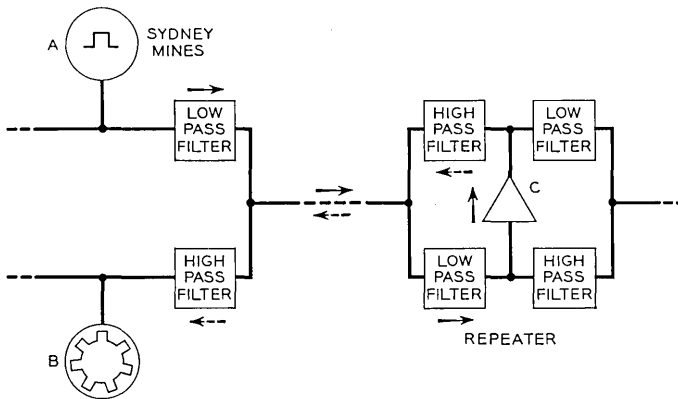 A
SYDNEY
MINES
LOW
PASS
FILTER
HIGH
PASS
FILTER
LOW
PASS
FILTER
C
HIGH
PASS
FILTER
LOW
PASS
FILTER
HIGH
PASS
FILTER
B
REPEATER